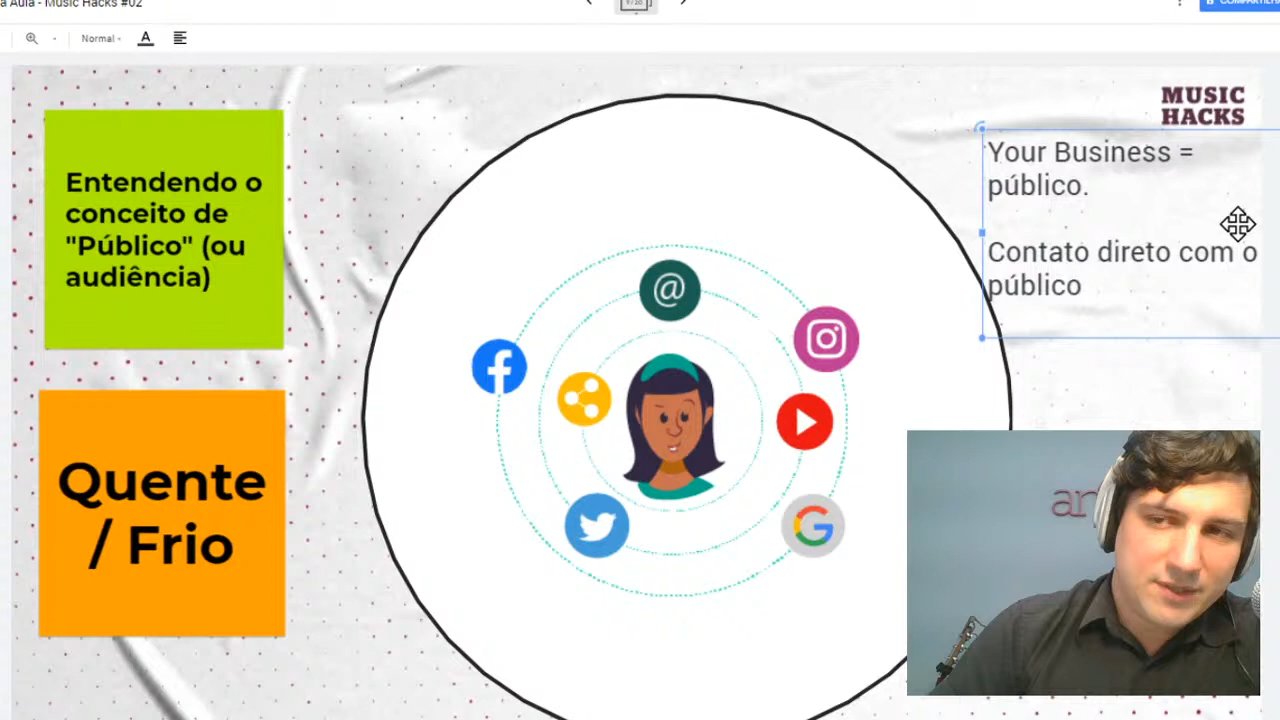 a Aula - Music Hacks #02
Normal
A
COMPARTILHA
MUSIC
HACKS
Entendendo o
conceito de
"Público" (ou
audiência)
Your Business =
público.
Contato direto com o
público
@
Quente
/ Frio
G